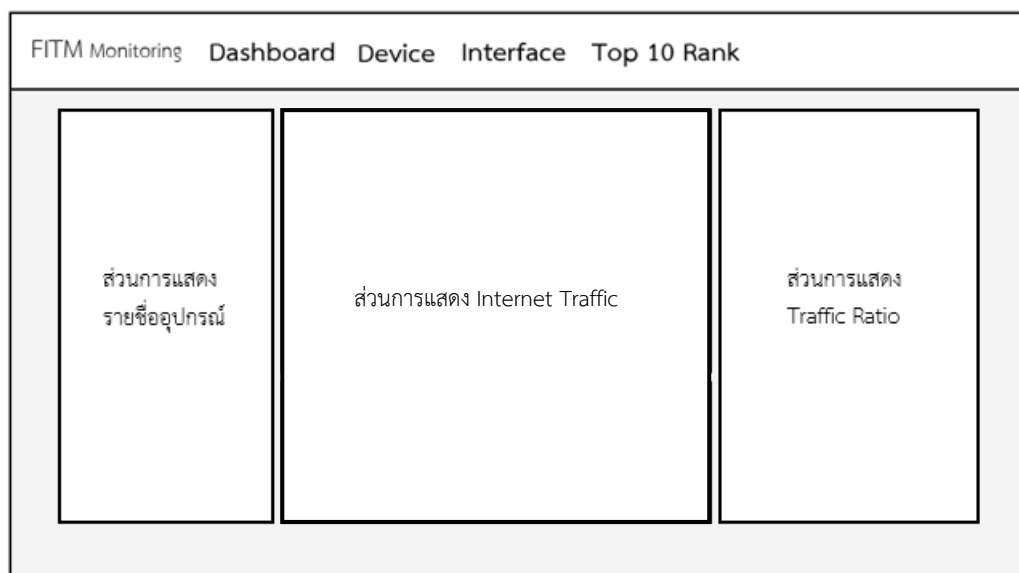 FITM Monitoring Dashboard Device Interface Top 10 Rank
ส่วนการแสดง
รายชื่ออุปกรณ์
ส่วนการแสดง Internet Traffic
ส่วนการแสดง
Traffic Ratio